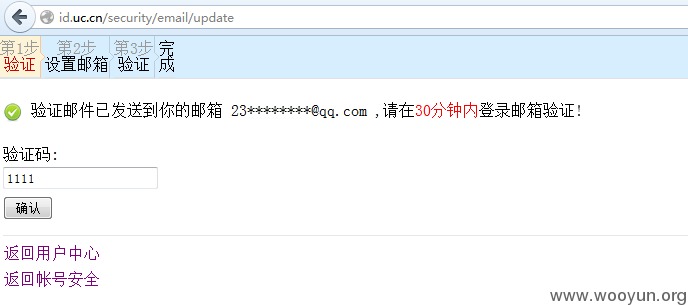 id.uc.cn/security/email/update
第1步 第2步 第3步 完
验证 设置邮箱 验证 成
验证邮件已发送到你的邮箱 23********@qq.com ,请在30分钟内登录邮箱验证!
验证码:
1111
确认
返回用户中心
返回帐号安全
www.wooyun.org